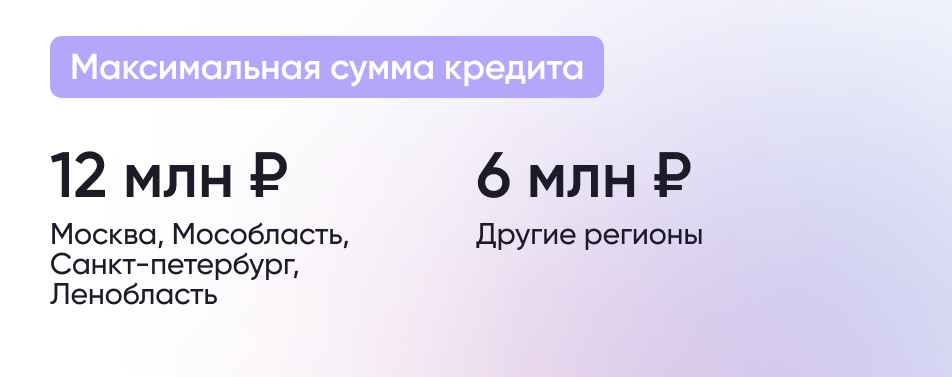 Максимальная сумма кредита
12 млн ₽
Москва, Мособласть,
Санкт-петербург,
Ленобласть
6 млн ₽
Другие регионы